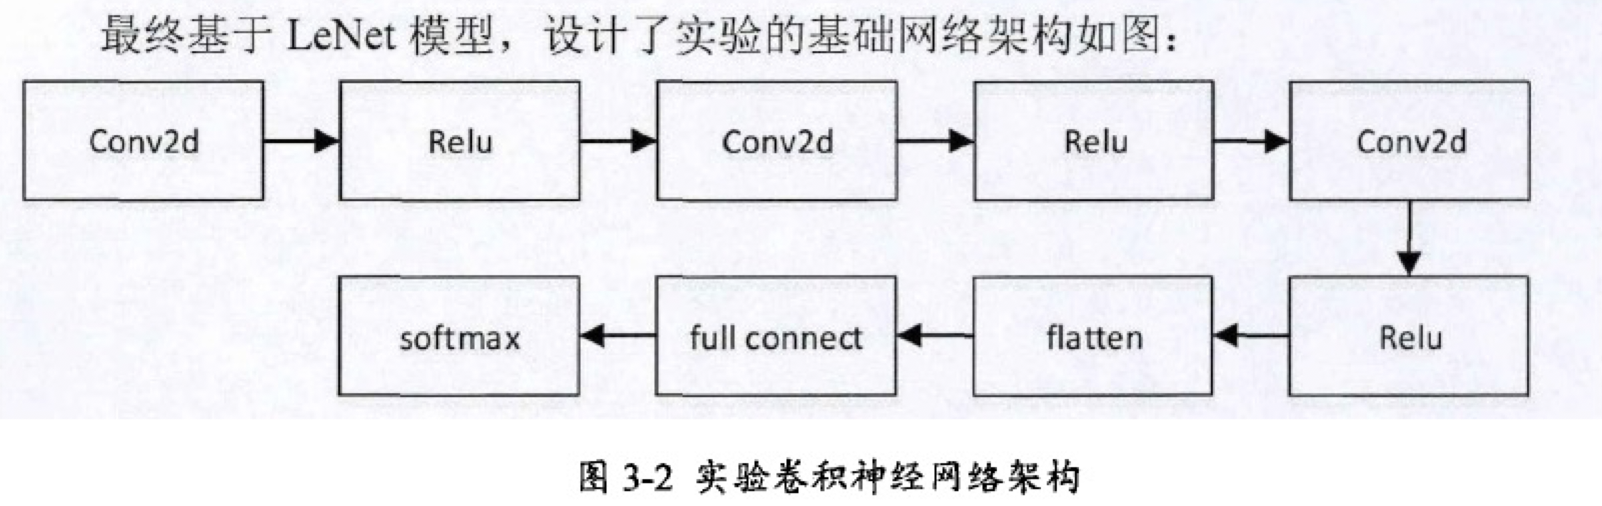 最终基于 LeNet 模型，设计了实验的基础网络架构如图：
Conv2d
Relu
Conv2d
Relu
Conv2d
Relu
flatten
full connect
softmax
图 3-2 实验卷积神经网络架构